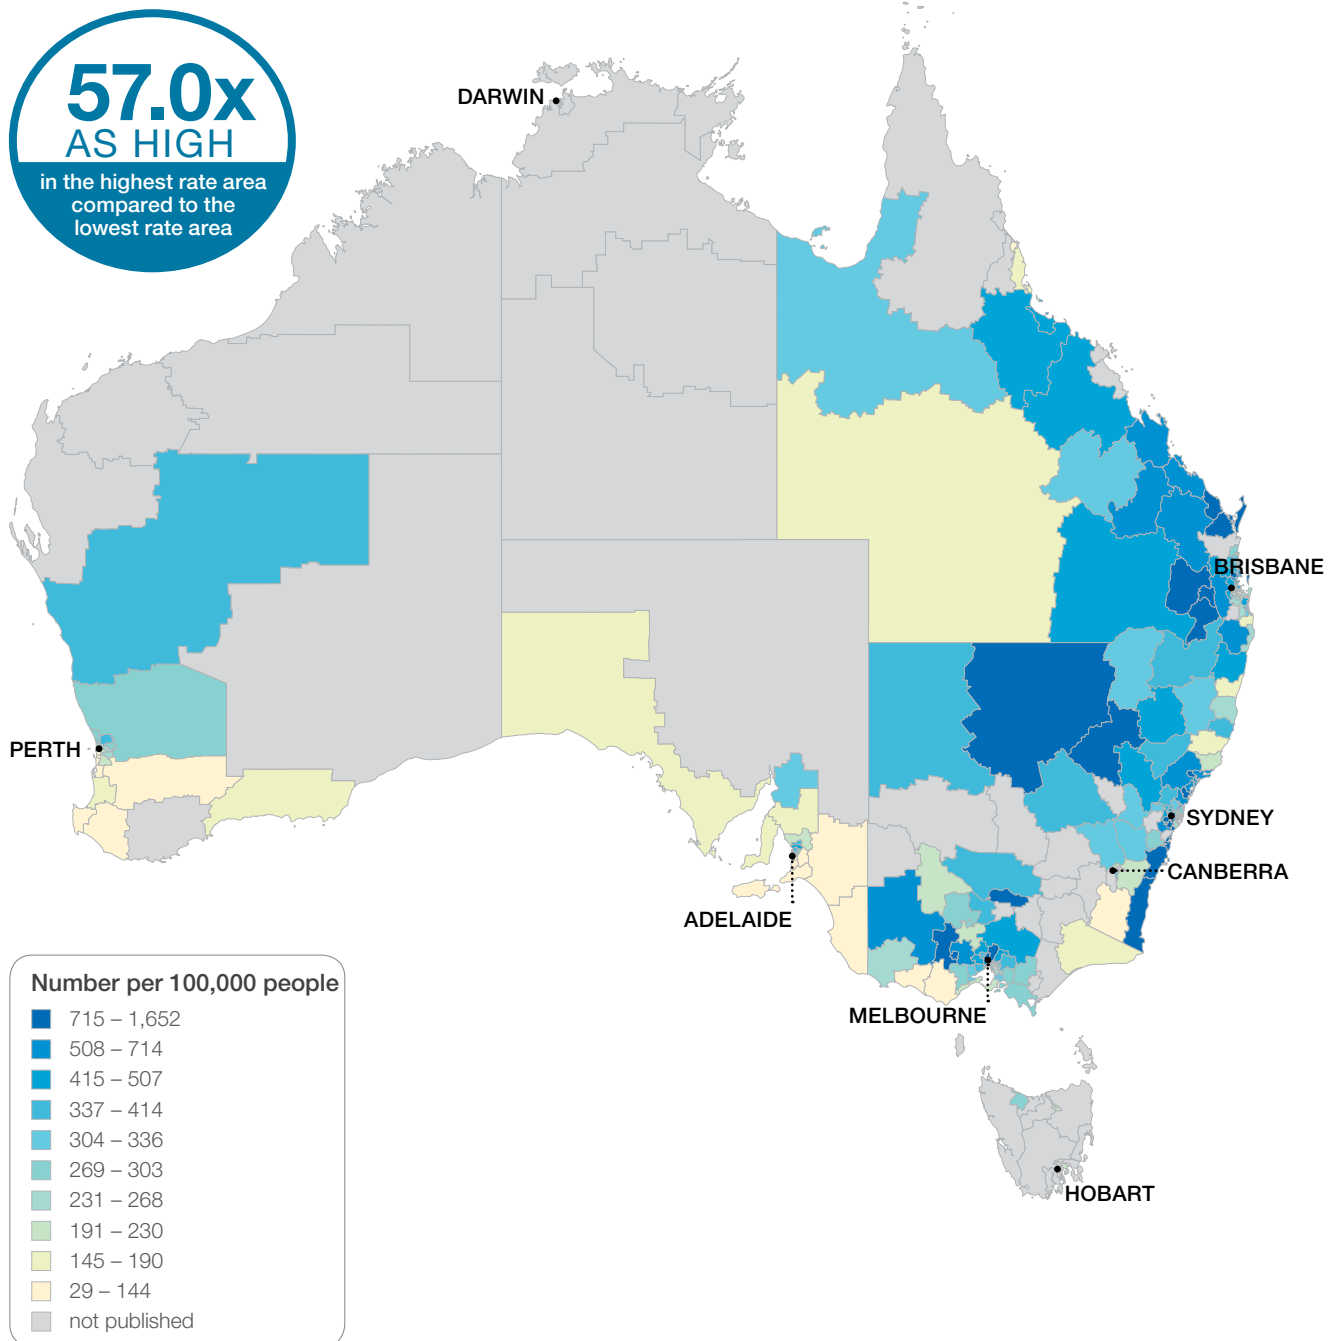 57.0x
AS HIGH
in the highest rate area
compared to the
lowest rate area
DARWIN
BRISBANE
PERTH
SYDNEY
CANBERRA
ADELAIDE
MELBOURNE
HOBART
Number per 100,000 people
715 – 1,652
508 – 714
415 – 507
337 – 414
304 – 336
269 – 303
231 – 268
191 – 230
145 – 190
29 – 144
not published